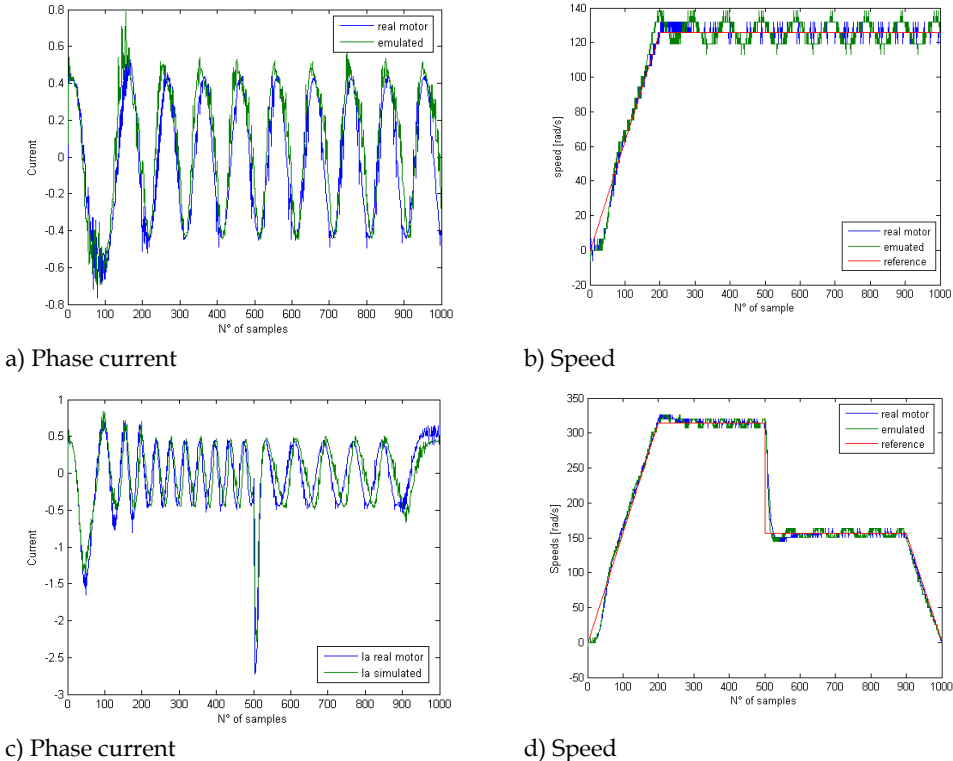 0.8
0.6
0.4
0.2
0
-0.2
-0.4
-0.6
-0.8
Current
0 100 200 300 400 500 600 700 800 900 1000
N° of samples
real motor
emulated
a) Phase current
140
120
100
80
60
40
20
0
-20
speed [rad/s]
0 100 200 300 400 500 600 700 800 900 1000
N° of sample
real motor
emuated
reference
b) Speed
1
0.5
0
-0.5
-1
-1.5
-2
-2.5
-3
Current
0 100 200 300 400 500 600 700 800 900 1000
N° of samples
Ia real motor
Ia simulated
c) Phase current
350
300
250
200
150
100
50
0
-50
Speeds [rad/s]
0 100 200 300 400 500 600 700 800 900 1000
N° of samples
real motor
emulated
reference
d) Speed